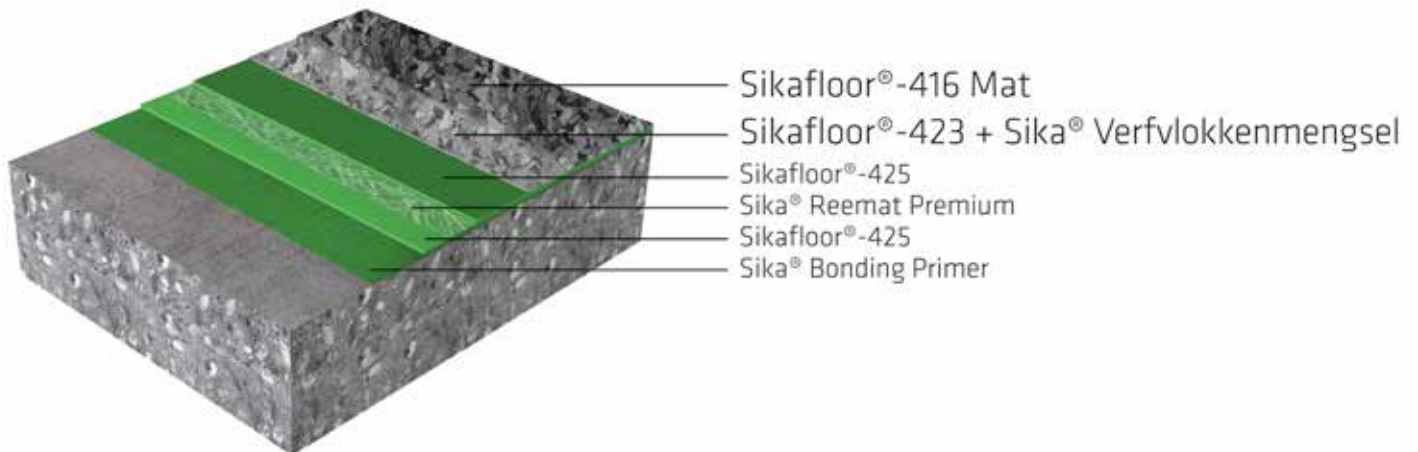 Sikafloor®-416 Mat
Sikafloor®-423 + Sika® Verfvlokkenmengsel
Sikafloor®-425
Sika® Reemat Premium
Sikafloor®-425
Sika® Bonding Primer